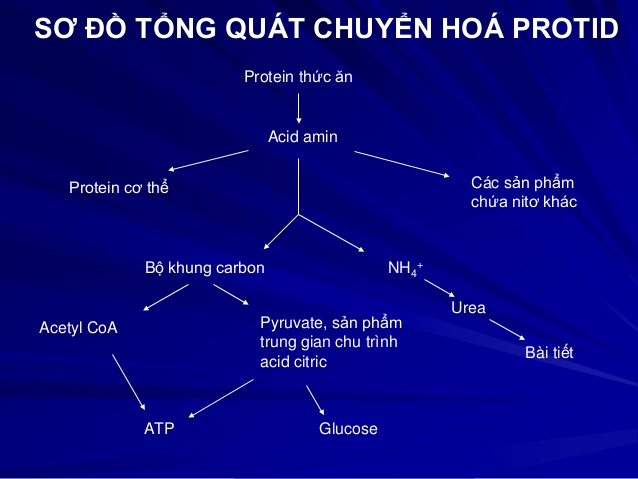 SƠ ĐỒ TỔNG QUÁT CHUYỂN HOÁ PROTID
Protein thức ăn
Acid amin
Protein cơ thể
Các sản phẩm
chứa nitơ khác
Bộ khung carbon
NH₄⁺
Urea
Acetyl CoA
Pyruvate, sản phẩm
trung gian chu trình
acid citric
Bài tiết
ATP
Glucose